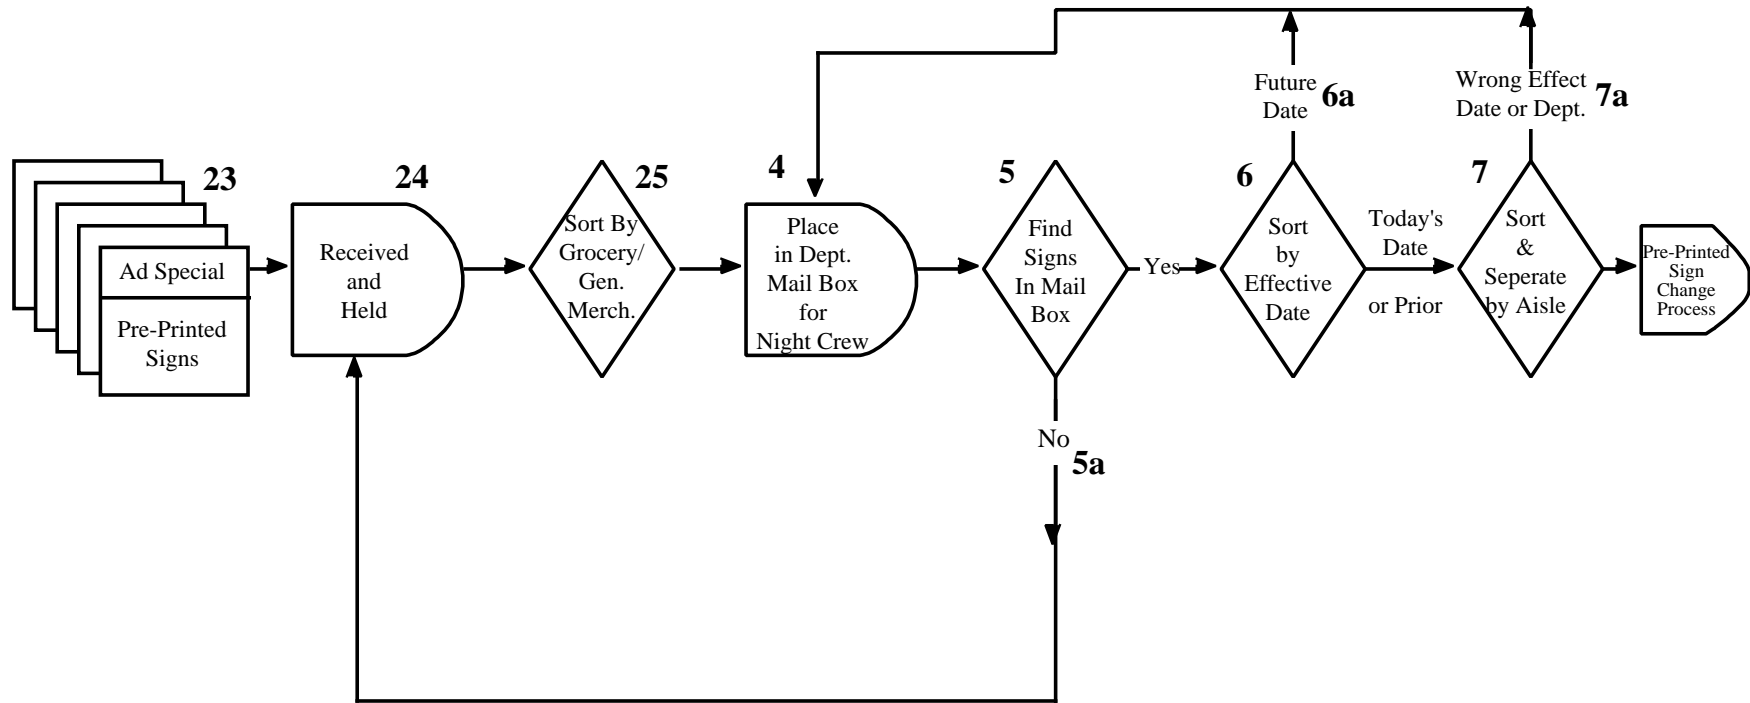 23
Ad Special
Pre-Printed
Signs
24
Received
and
Held
25
Sort By
Grocery/
Gen.
Merch.
4
Place
in Dept.
Mail Box
for
Night Crew
5
Find
Signs
In Mail
Box
Yes
No
5a
6
Sort
by
Effective
Date
Future
Date
6a
Today's
Date
or Prior
7
Sort
&
Seperate
by Aisle
Wrong Effect
Date or Dept.
7a
Pre-Printed
Sign
Change
Process